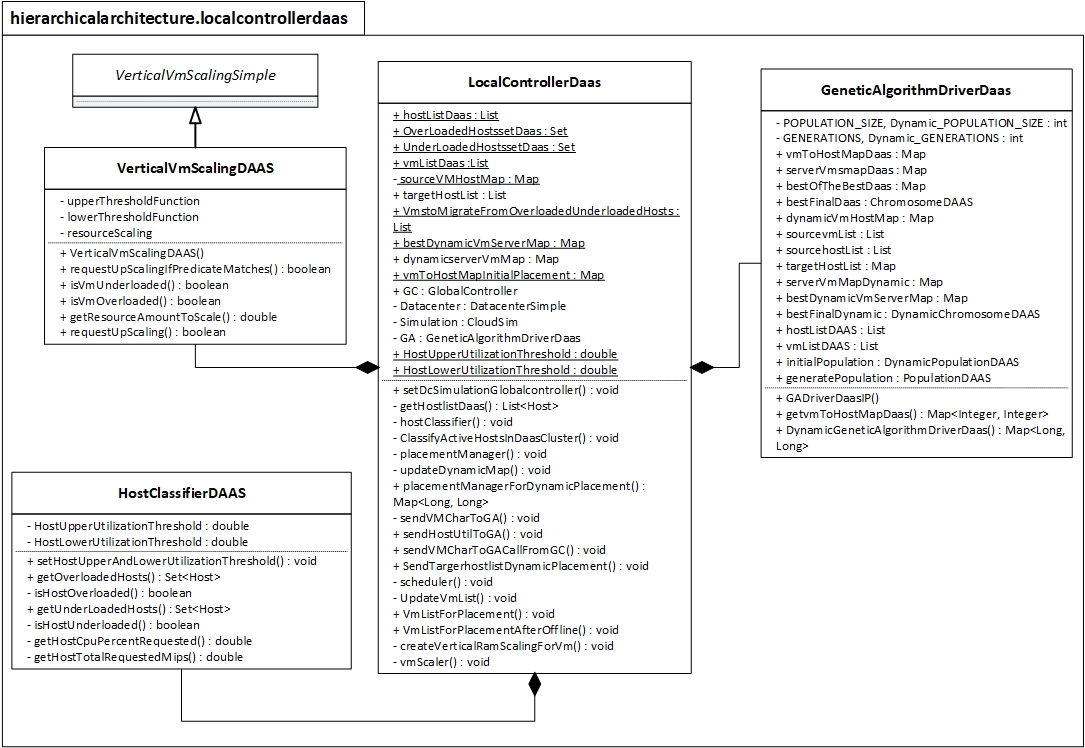 hierarchicalarchitecture.localcontrollerdaas
VerticalVmScalingSimple
VerticalVmScalingDAAS
- upperThresholdFunction
- lowerThresholdFunction
- resourceScaling
+ VerticalVmScalingDAAS()
+ requestUpScalingIfPredicateMatches() : boolean
+ isVmUnderloaded() : boolean
+ isVmOverloaded() : boolean
+ getResourceAmountToScale() : double
+ requestUpScaling() : boolean
HostClassifierDAAS
- HostUpperUtilizationThreshold : double
- HostLowerUtilizationThreshold : double
+ setHostUpperAndLowerUtilizationThreshold() : void
+ getOverloadedHosts() : Set<Host>
- isHostOverloaded() : boolean
+ getUnderLoadedHosts() : Set<Host>
- isHostUnderloaded() : boolean
- getHostCpuPercentRequested() : double
- getHostTotalRequestedMips() : double
LocalControllerDaas
+ hostListDaas : List
+ OverLoadedHostssetDaas : Set
+ UnderLoadedHostssetDaas : Set
+ vmListDaas :List
- sourceVMHostMap : Map
+ targetHostList : List
+ VmstoMigrateFromOverloadedUnderloadedHosts :
List
+ bestDynamicVmServerMap : Map
+ dynamicserverVmMap : Map
+ vmToHostMapInitialPlacement : Map
+ GC : GlobalController
- Datacenter : DatacenterSimple
- Simulation : CloudSim
- GA : GeneticAlgorithmDriverDaas
+ HostUpperUtilizationThreshold : double
+ HostLowerUtilizationThreshold : double
+ setDcSimulationGlobalcontroller() : void
- getHostlistDaas() : List<Host>
- hostClassifier() : void
- ClassifyActiveHostsInDaasCluster() : void
- placementManager() : void
- updateDynamicMap() : void
+ placementManagerForDynamicPlacement() :
Map<Long, Long>
- sendVMCharToGA() : void
+ sendHostUtilToGA() : void
+ sendVMCharToGACallFromGC() : void
+ SendTargerhostlistDynamicPlacement() : void
- scheduler() : void
- UpdateVmList() : void
+ VmListForPlacement() : void
+ VmListForPlacementAfterOffline() : void
- createVerticalRamScalingForVm() : void
- vmScaler() : void
GeneticAlgorithmDriverDaas
- POPULATION_SIZE, Dynamic_POPULATION_SIZE : int
- GENERATIONS, Dynamic_GENERATIONS : int
+ vmToHostMapDaas : Map
+ serverVmsmapDaas : Map
+ bestOfTheBestDaas : Map
+ bestFinalDaas : ChromosomeDAAS
+ dynamicVmHostMap : Map
+ sourcevmList : List
+ sourcehostList : List
+ targetHostList : Map
+ serverVmMapDynamic : Map
+ bestDynamicVmServerMap : Map
+ bestFinalDynamic : DynamicChromosomeDAAS
+ hostListDAAS : List
+ vmListDAAS : List
+ initialPopulation : DynamicPopulationDAAS
+ generatePopulation : PopulationDAAS
+ GADriverDaasIP()
+ getvmToHostMapDaas() : Map<Integer, Integer>
+ DynamicGeneticAlgorithmDriverDaas() : Map<Long,
Long>